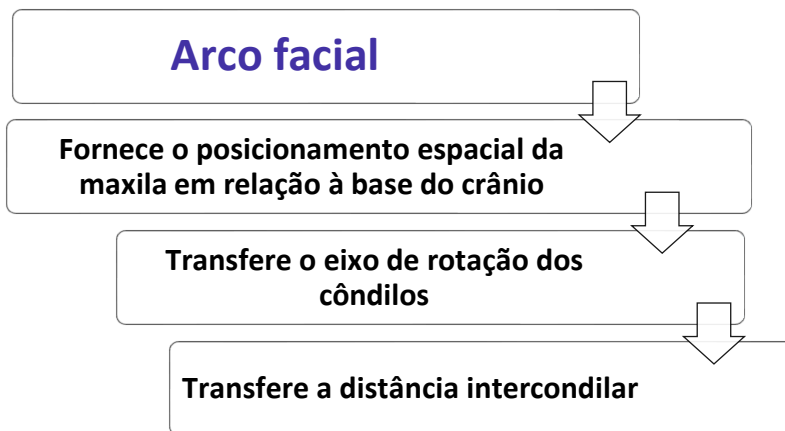 Arco facial
Fornece o posicionamento espacial da
maxila em relação à base do crânio
Transfere o eixo de rotação dos
côndilos
Transfere a distância intercondilar